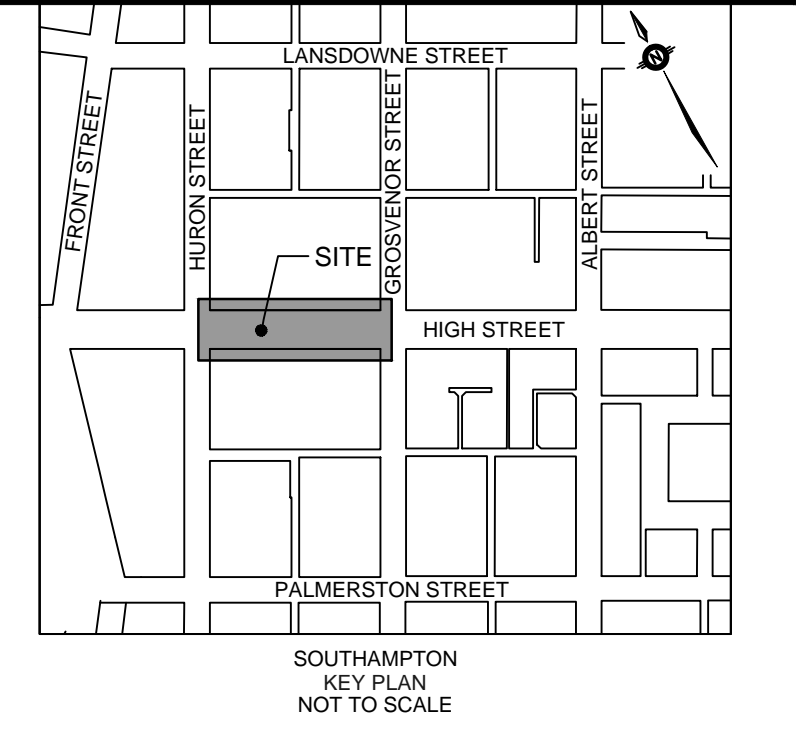 LANSDOWNE STREET
N
FRONT STREET
HURON STREET
GROSVENOR STREET
ALBERT STREET
SITE
HIGH STREET
PALMERSTON STREET
SOUTHAMPTON
KEY PLAN
NOT TO SCALE